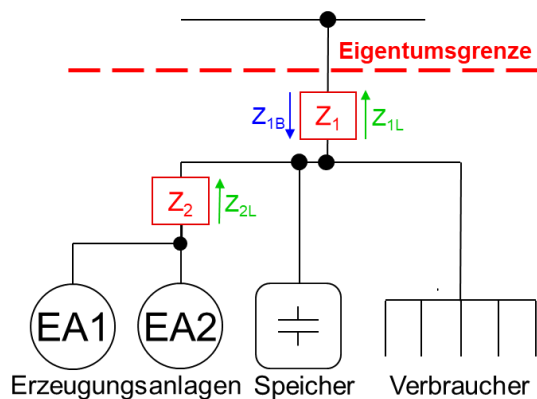 Eigentumsgrenze
Z1B Z1 Z1L
Z2 Z2L
EA1 EA2
Erzeugungsanlagen Speicher Verbraucher